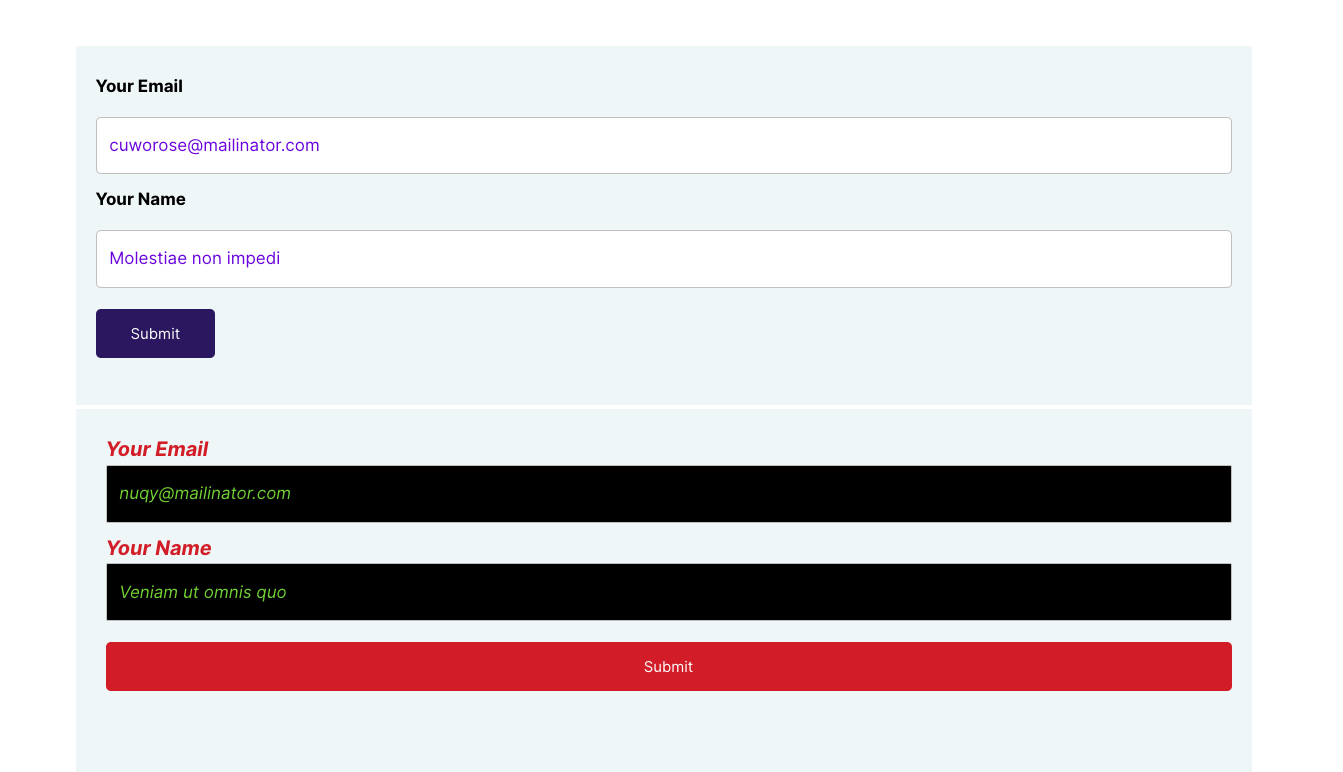 Your Email
cuworose@mailinator.com
Your Name
Molestiae non impedi
Submit
Your Email
nuqy@mailinator.com
Your Name
Veniam ut omnis quo
Submit